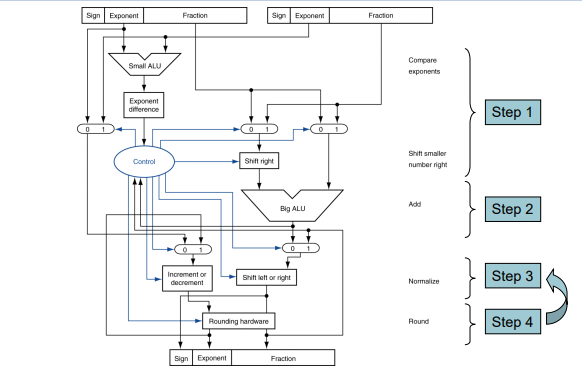 Sign Exponent Fraction Sign Exponent Fraction
Small ALU
Compare
exponents
Exponent
difference
Step 1
0 1 0 1 0 1
Control
Shift right
Shift smaller
number right
Big ALU
Add
Step 2
0 1 0 1
Increment or
decrement
Shift left or right
Normalize
Step 3
Rounding hardware
Round
Step 4
Sign Exponent Fraction